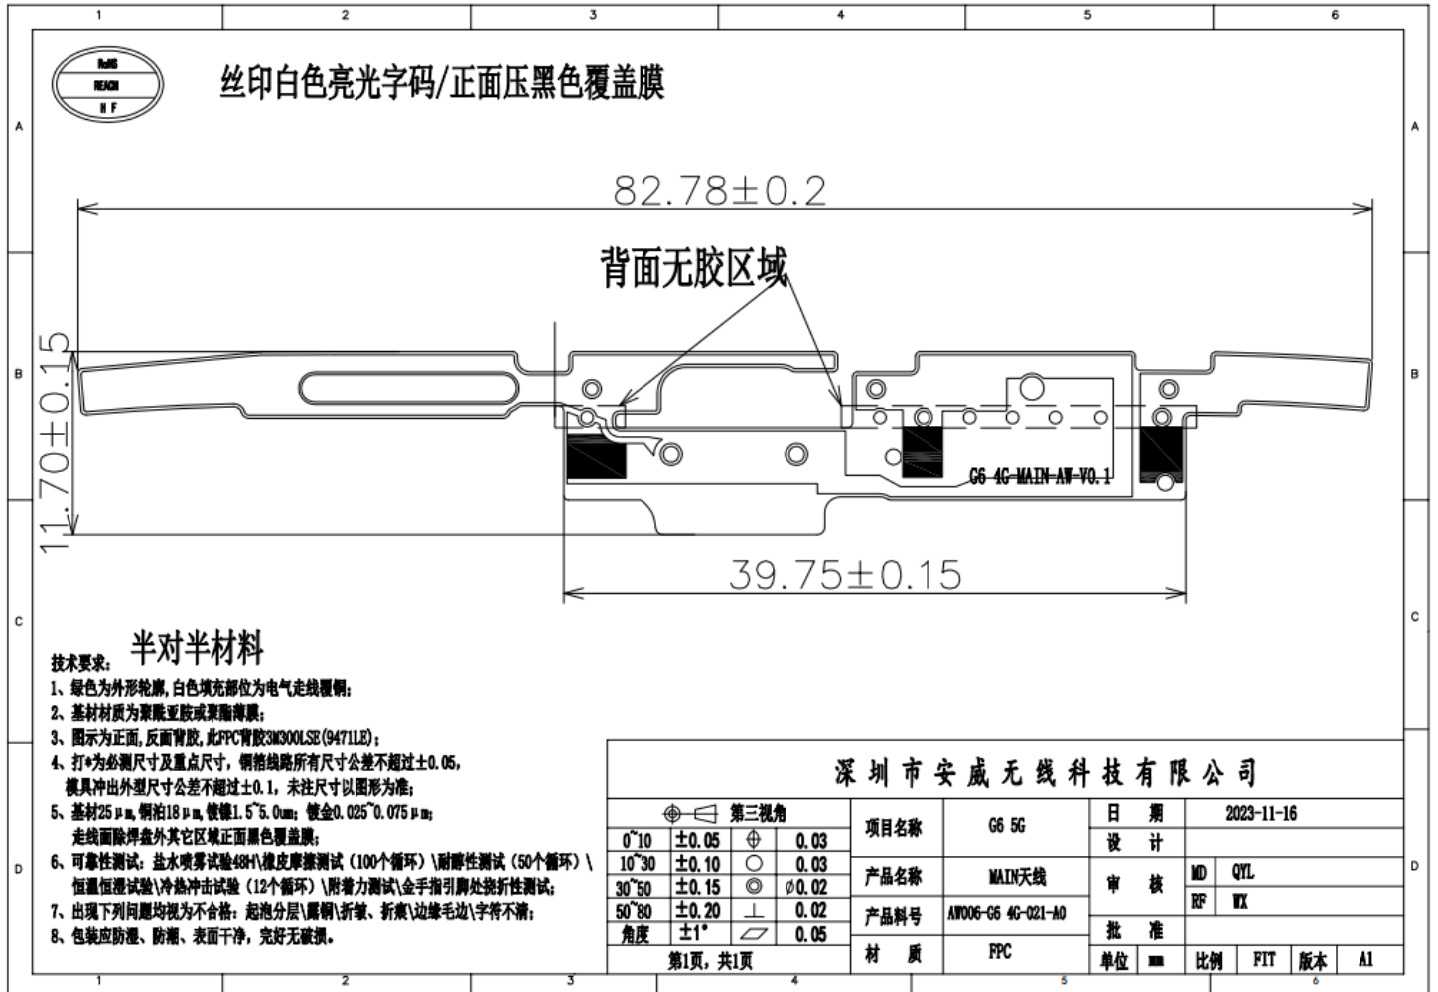 1 2 3 4 5 6
RoHS
REACH
H F
丝印白色亮光字码/正面压黑色覆盖膜
A A
82.78±0.2
背面无胶区域
11.70±0.15
B B
G6 4G-MAIN-AW-V0.1
39.75±0.15
C C
半对半材料
技术要求:
1、绿色为外形轮廓,白色填充部位为电气走线覆铜;
2、基材材质为聚酰亚胺或聚酯薄膜;
3、图示为正面,反面背胶,此FPC背胶3M300LSE(9471LE);
4、打*为必测尺寸及重点尺寸, 铜箔线路所有尺寸公差不超过±0.05,
模具冲出外型尺寸公差不超过±0.1, 未注尺寸以图形为准;
5、基材25μm,铜泊18μm,镀镍1.5~5.0um; 镀金0.025~0.075μm;
走线面除焊盘外其它区域正面黑色覆盖膜;
6、可靠性测试: 盐水喷雾试验48H\橡皮摩擦测试(100个循环)\耐醇性测试(50个循环)\
恒温恒湿试验\冷热冲击试验(12个循环)\附着力测试\金手指引脚处挠折性测试;
7、出现下列问题均视为不合格: 起泡分层\露铜\折皱、折痕\边缘毛边\字符不清;
8、包装应防湿、防潮、表面干净, 完好无破损。
D D
深圳市安威无线科技有限公司
第三视角
0~10 ±0.05 0.03
10~30 ±0.10 0.03
30~50 ±0.15 ⌀0.02
50~80 ±0.20 0.02
角度 ±1° 0.05
第1页, 共1页
项目名称 G6 5G
产品名称 MAIN天线
产品料号 AW006-G5 4G-021-A0
材 质 FPC
日 期 2023-11-16
设 计
审 核 MD QYL
RF WX
批 准
单位 mm 比例 FIT 版本 A1
1 2 3 4 5 6